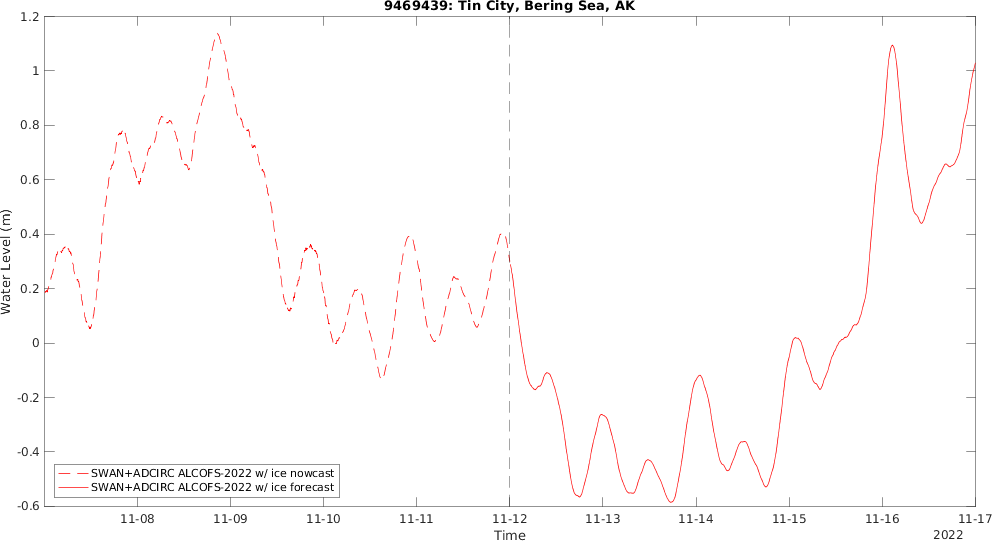 9469439: Tin City, Bering Sea, AK
1.2
1
0.8
0.6
0.4
0.2
0
-0.2
-0.4
-0.6
Water Level (m)
SWAN+ADCIRC ALCOFS-2022 w/ ice nowcast
SWAN+ADCIRC ALCOFS-2022 w/ ice forecast
11-08 11-09 11-10 11-11 11-12 11-13 11-14 11-15 11-16 11-17
Time
2022